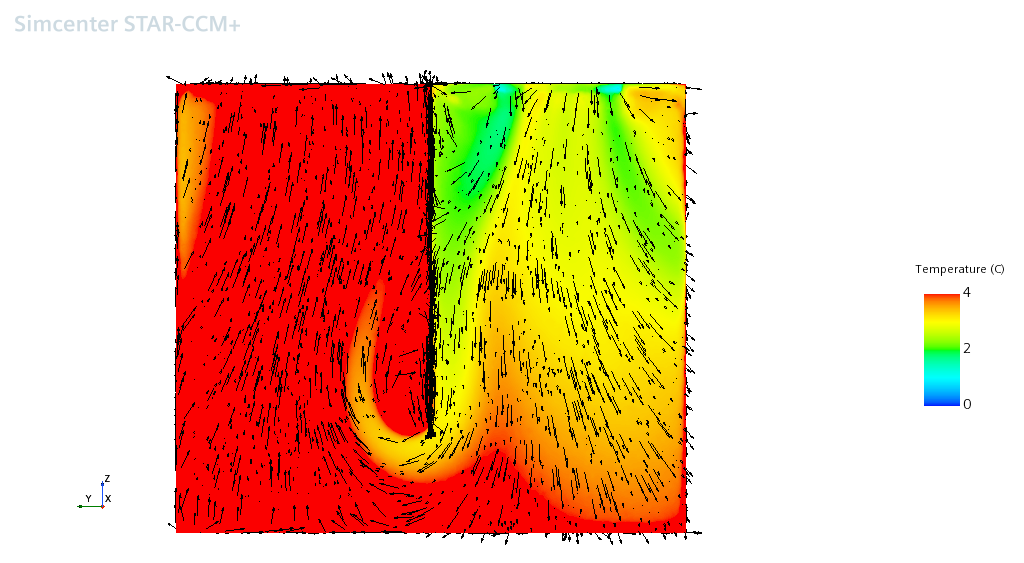 Simcenter STAR-CCM+
Temperature (C)
4
2
0
Z
Y X